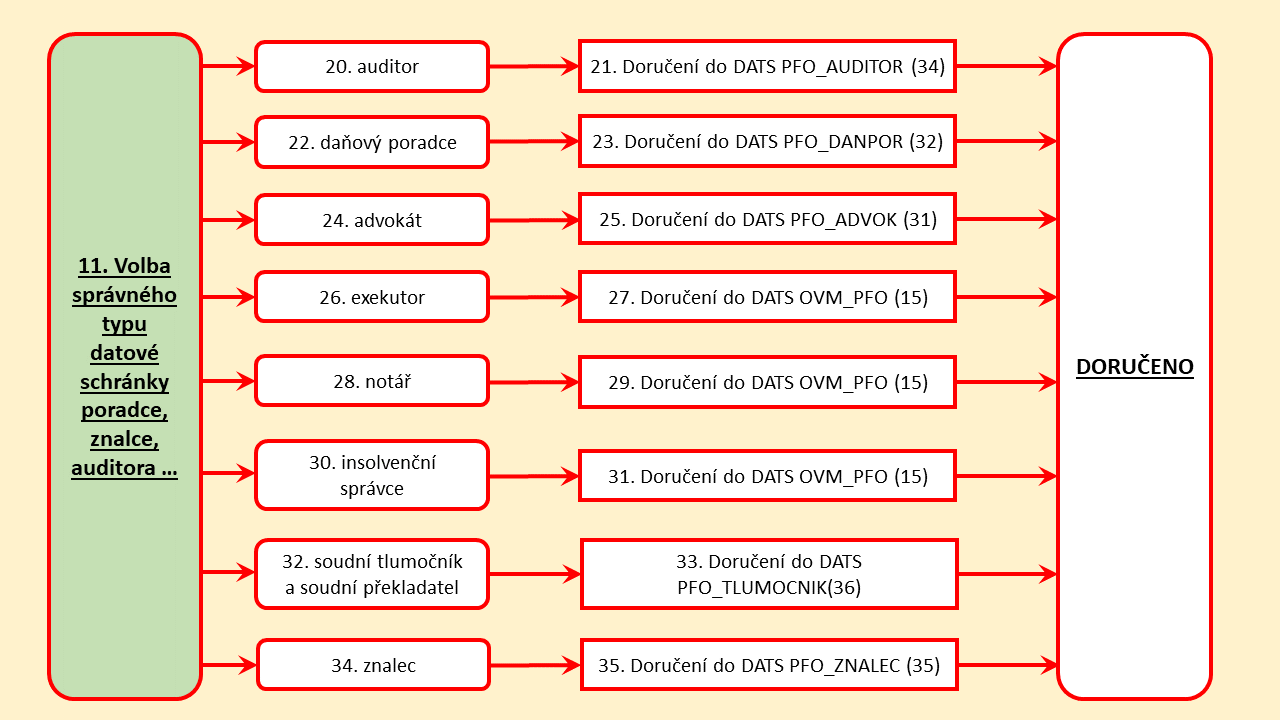 11. Volba
správného
typu
datové
schránky
poradce,
znalce,
auditora ...
20. auditor
21. Doručení do DATS PFO_AUDITOR (34)
22. daňový poradce
23. Doručení do DATS PFO_DANPOR (32)
24. advokát
25. Doručení do DATS PFO_ADVOK (31)
26. exekutor
27. Doručení do DATS OVM_PFO (15)
28. notář
29. Doručení do DATS OVM_PFO (15)
30. insolvenční
správce
31. Doručení do DATS OVM_PFO (15)
32. soudní tlumočník
a soudní překladatel
33. Doručení do DATS
PFO_TLUMOCNIK(36)
34. znalec
35. Doručení do DATS PFO_ZNALEC (35)
DORUČENO